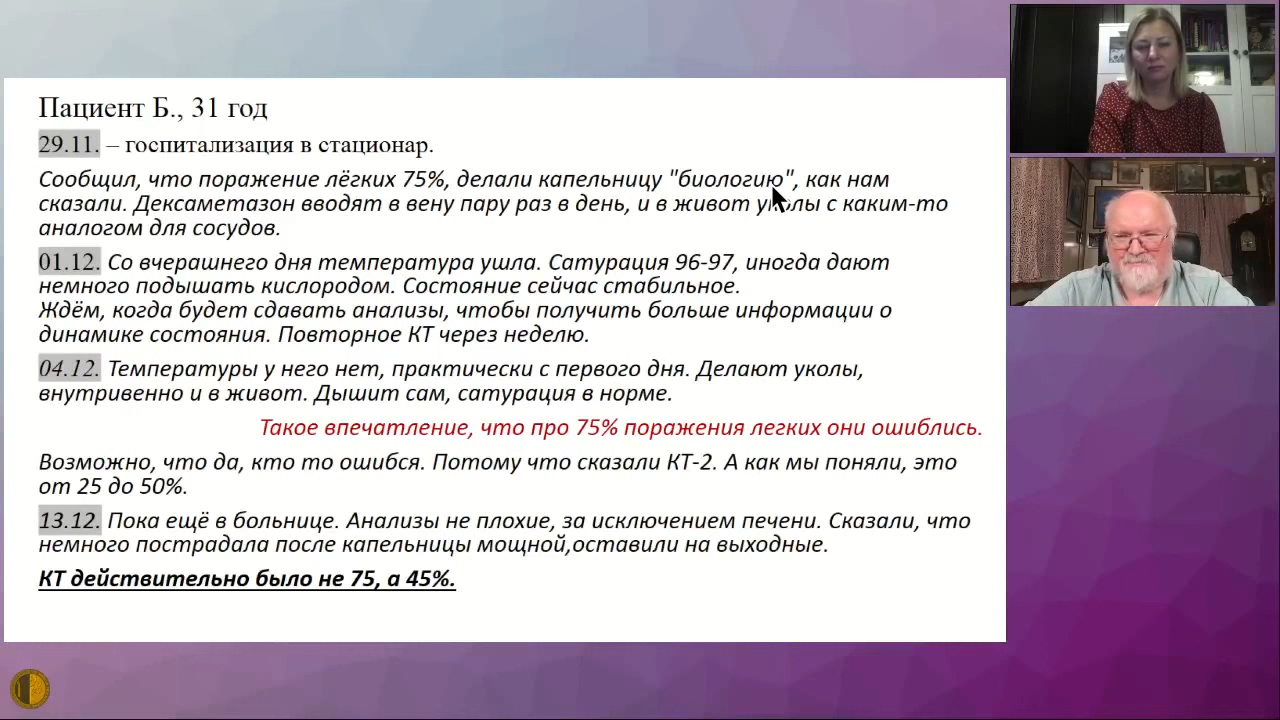 Пациент Б., 31 год
29.11. – госпитализация в стационар.
Сообщил, что поражение лёгких 75%, делали капельницу "биологию", как нам
сказали. Дексаметазон вводят в вену пару раз в день, и в живот уколы с каким-то
аналогом для сосудов.
01.12. Со вчерашнего дня температура ушла. Сатурация 96-97, иногда дают
немного подышать кислородом. Состояние сейчас стабильное.
Ждём, когда будет сдавать анализы, чтобы получить больше информации о
динамике состояния. Повторное КТ через неделю.
04.12. Температуры у него нет, практически с первого дня. Делают уколы,
внутривенно и в живот. Дышит сам, сатурация в норме.
Такое впечатление, что про 75% поражения легких они ошиблись.
Возможно, что да, кто то ошибся. Потому что сказали КТ-2. А как мы поняли, это
от 25 до 50%.
13.12. Пока ещё в больнице. Анализы не плохие, за исключением печени. Сказали, что
немного пострадала после капельницы мощной,оставили на выходные.
КТ действительно было не 75, а 45%.